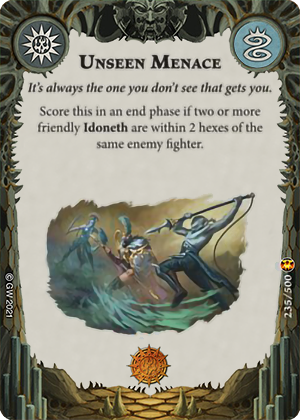 UNSEEN MENACE
It's always the one you don't see that gets you.
Score this in an end phase if two or more
friendly Idoneth are within 2 hexes of the
same enemy fighter.
© GW 2021
235/500